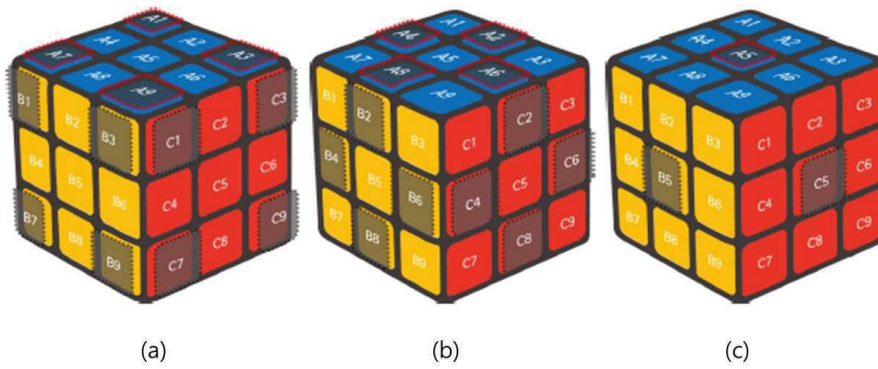 A1 A2 A3
A4 A5 A6
A7 A8 A9
B1 B2 B3
B4 B5 B6
B7 B8 B9
C1 C2 C3
C4 C5 C6
C7 C8 C9
(a)
A1 A2 A3
A4 A5 A6
A7 A8 A9
B1 B2 B3
B4 B5 B6
B7 B8 B9
C1 C2 C3
C4 C5 C6
C7 C8 C9
(b)
A1 A2 A3
A4 A5 A6
A7 A8 A9
B1 B2 B3
B4 B5 B6
B7 B8 B9
C1 C2 C3
C4 C5 C6
C7 C8 C9
(c)